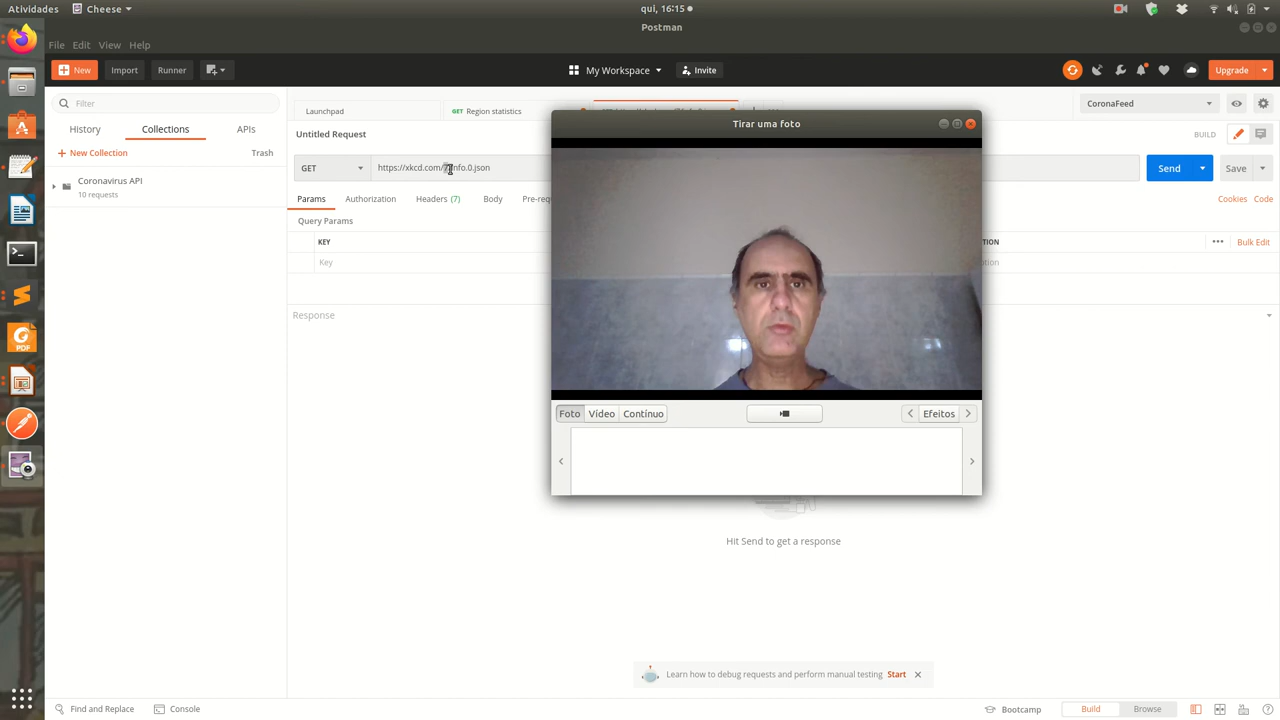 Atividades
Cheese
qui, 16:15
Postman
File Edit View Help
New
Import
Runner
My Workspace
Invite
Upgrade
Filter
History
Collections
APIs
New Collection
Trash
Coronavirus API
10 requests
Launchpad
GET Region statistics
CoronaFeed
Untitled Request
BUILD
GET
https://xkcd.com/
nfo.0.json
Send
Save
Params
Authorization
Headers (7)
Body
Pre-req
Cookies
Code
Query Params
KEY
Bulk Edit
Key
Response
Tirar uma foto
Foto
Vídeo
Contínuo
Efeitos
PDF
Hit Send to get a response
Learn how to debug requests and perform manual testing
Start
Find and Replace
Console
Bootcamp
Build
Browse